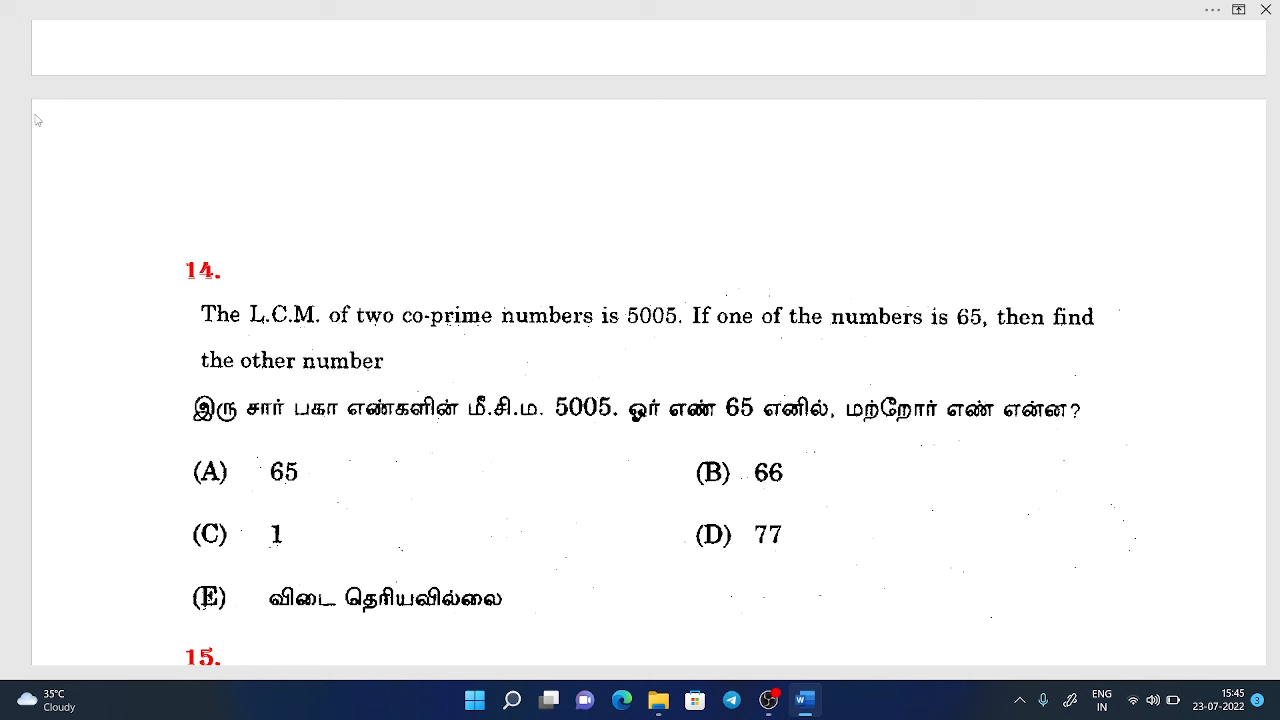 14.
The L.C.M. of two co-prime numbers is 5005. If one of the numbers is 65, then find
the other number
இரு சார் பகா எண்களின் மீ.சி.ம. 5005. ஓர் எண் 65 எனில், மற்றோர் எண் என்ன?
(A) 65 (B) 66
(C) 1 (D) 77
(E) விடை தெரியவில்லை
15.
35°C
Cloudy
ENG
IN
15:45
23-07-2022
3